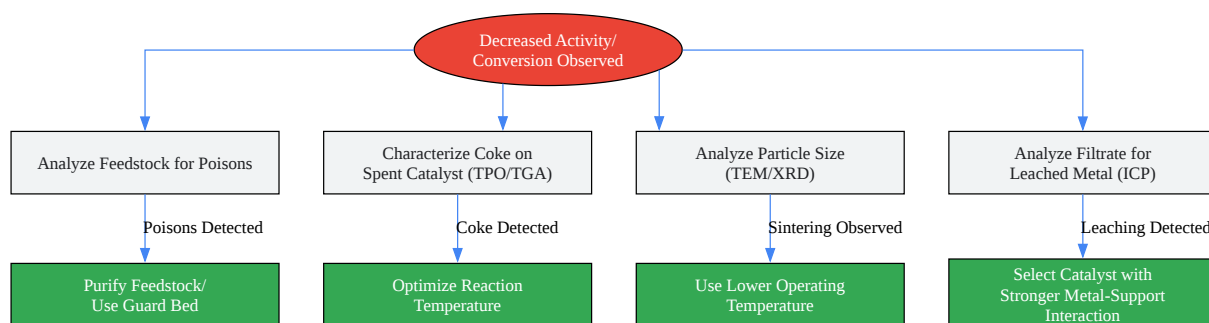 Decreased Activity/
Conversion Observed
Analyze Feedstock for Poisons
Characterize Coke on
Spent Catalyst (TPO/TGA)
Analyze Particle Size
(TEM/XRD)
Analyze Filtrate for
Leached Metal (ICP)
Poisons Detected
Coke Detected
Sintering Observed
Leaching Detected
Purify Feedstock/
Use Guard Bed
Optimize Reaction
Temperature
Use Lower Operating
Temperature
Select Catalyst with
Stronger Metal-Support
Interaction